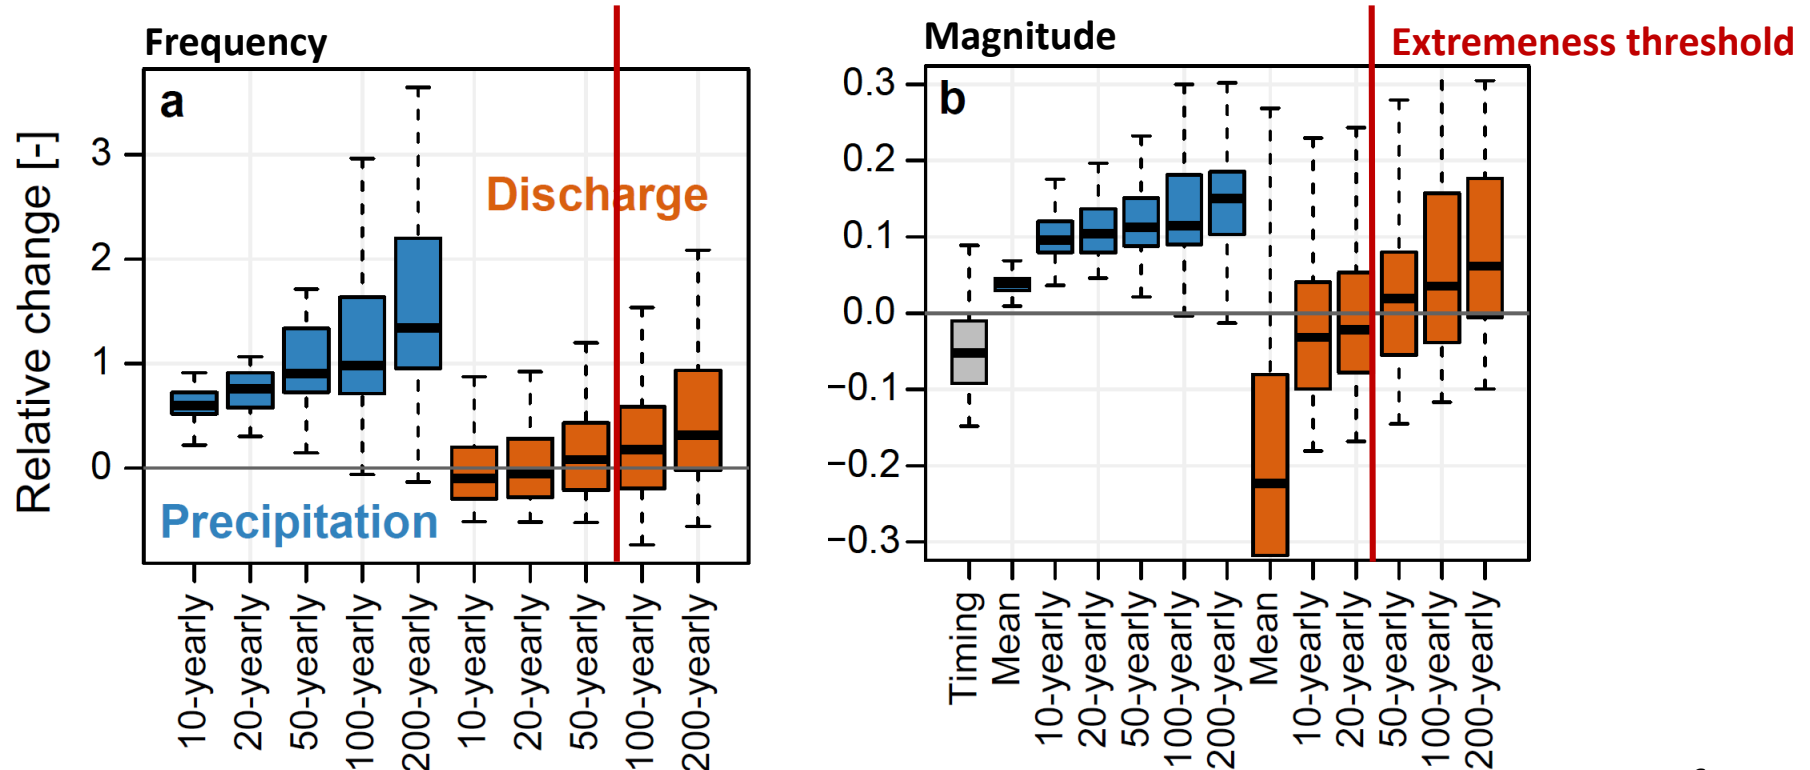 Frequency
Magnitude
Extremeness threshold
Relative change [-]
a
3
2
1
0
Discharge
Precipitation
10-yearly
20-yearly
50-yearly
100-yearly
200-yearly
10-yearly
20-yearly
50-yearly
100-yearly
200-yearly
b
0.3
0.2
0.1
0.0
−0.1
−0.2
−0.3
Timing
Mean
10-yearly
20-yearly
50-yearly
100-yearly
200-yearly
Mean
10-yearly
20-yearly
50-yearly
100-yearly
200-yearly